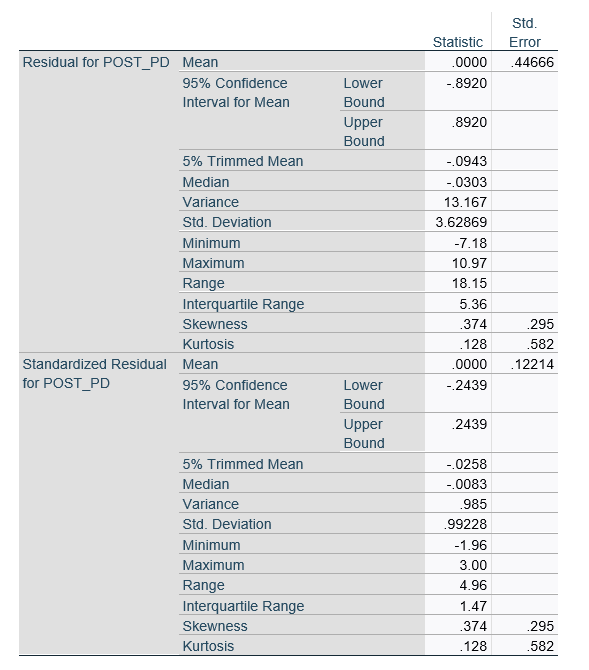 Std.
Statistic Error
Residual for POST_PD Mean .0000 .44666
95% Confidence Lower -.8920
Interval for Mean Bound
Upper .8920
Bound
5% Trimmed Mean -.0943
Median -.0303
Variance 13.167
Std. Deviation 3.62869
Minimum -7.18
Maximum 10.97
Range 18.15
Interquartile Range 5.36
Skewness .374 .295
Kurtosis .128 .582
Standardized Residual Mean .0000 .12214
for POST_PD 95% Confidence Lower -.2439
Interval for Mean Bound
Upper .2439
Bound
5% Trimmed Mean -.0258
Median -.0083
Variance .985
Std. Deviation .99228
Minimum -1.96
Maximum 3.00
Range 4.96
Interquartile Range 1.47
Skewness .374 .295
Kurtosis .128 .582